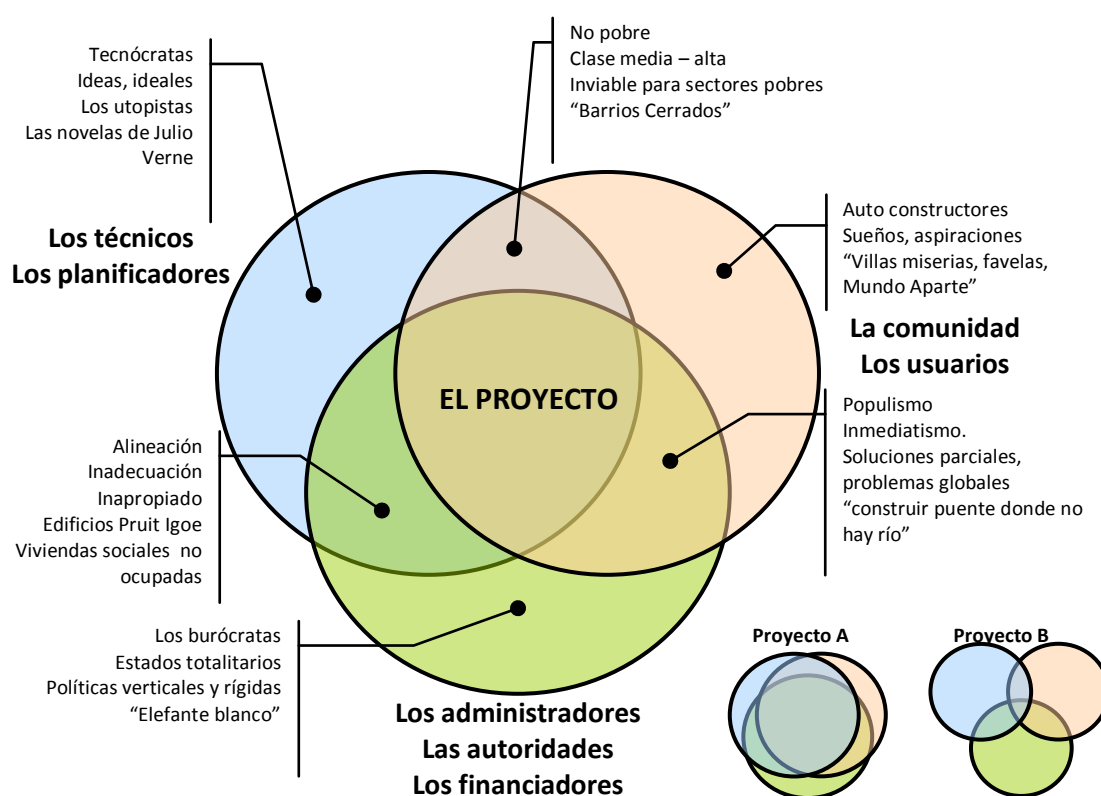 Tecnócratas
Ideas, ideales
Los utopistas
Las novelas de Julio
Verne
No pobre
Clase media – alta
Inviable para sectores pobres
“Barrios Cerrados”
Los técnicos
Los planificadores
Auto constructores
Sueños, aspiraciones
“Villas miserias, favelas,
Mundo Aparte”
La comunidad
Los usuarios
EL PROYECTO
Populismo
Inmediatismo.
Soluciones parciales,
problemas globales
“construir puente donde no
hay río”
Alineación
Inadecuación
Inapropiado
Edificios Pruit Igoe
Viviendas sociales no
ocupadas
Los burócratas
Estados totalitarios
Políticas verticales y rígidas
“Elefante blanco”
Los administradores
Las autoridades
Los financiadores
Proyecto A
Proyecto B